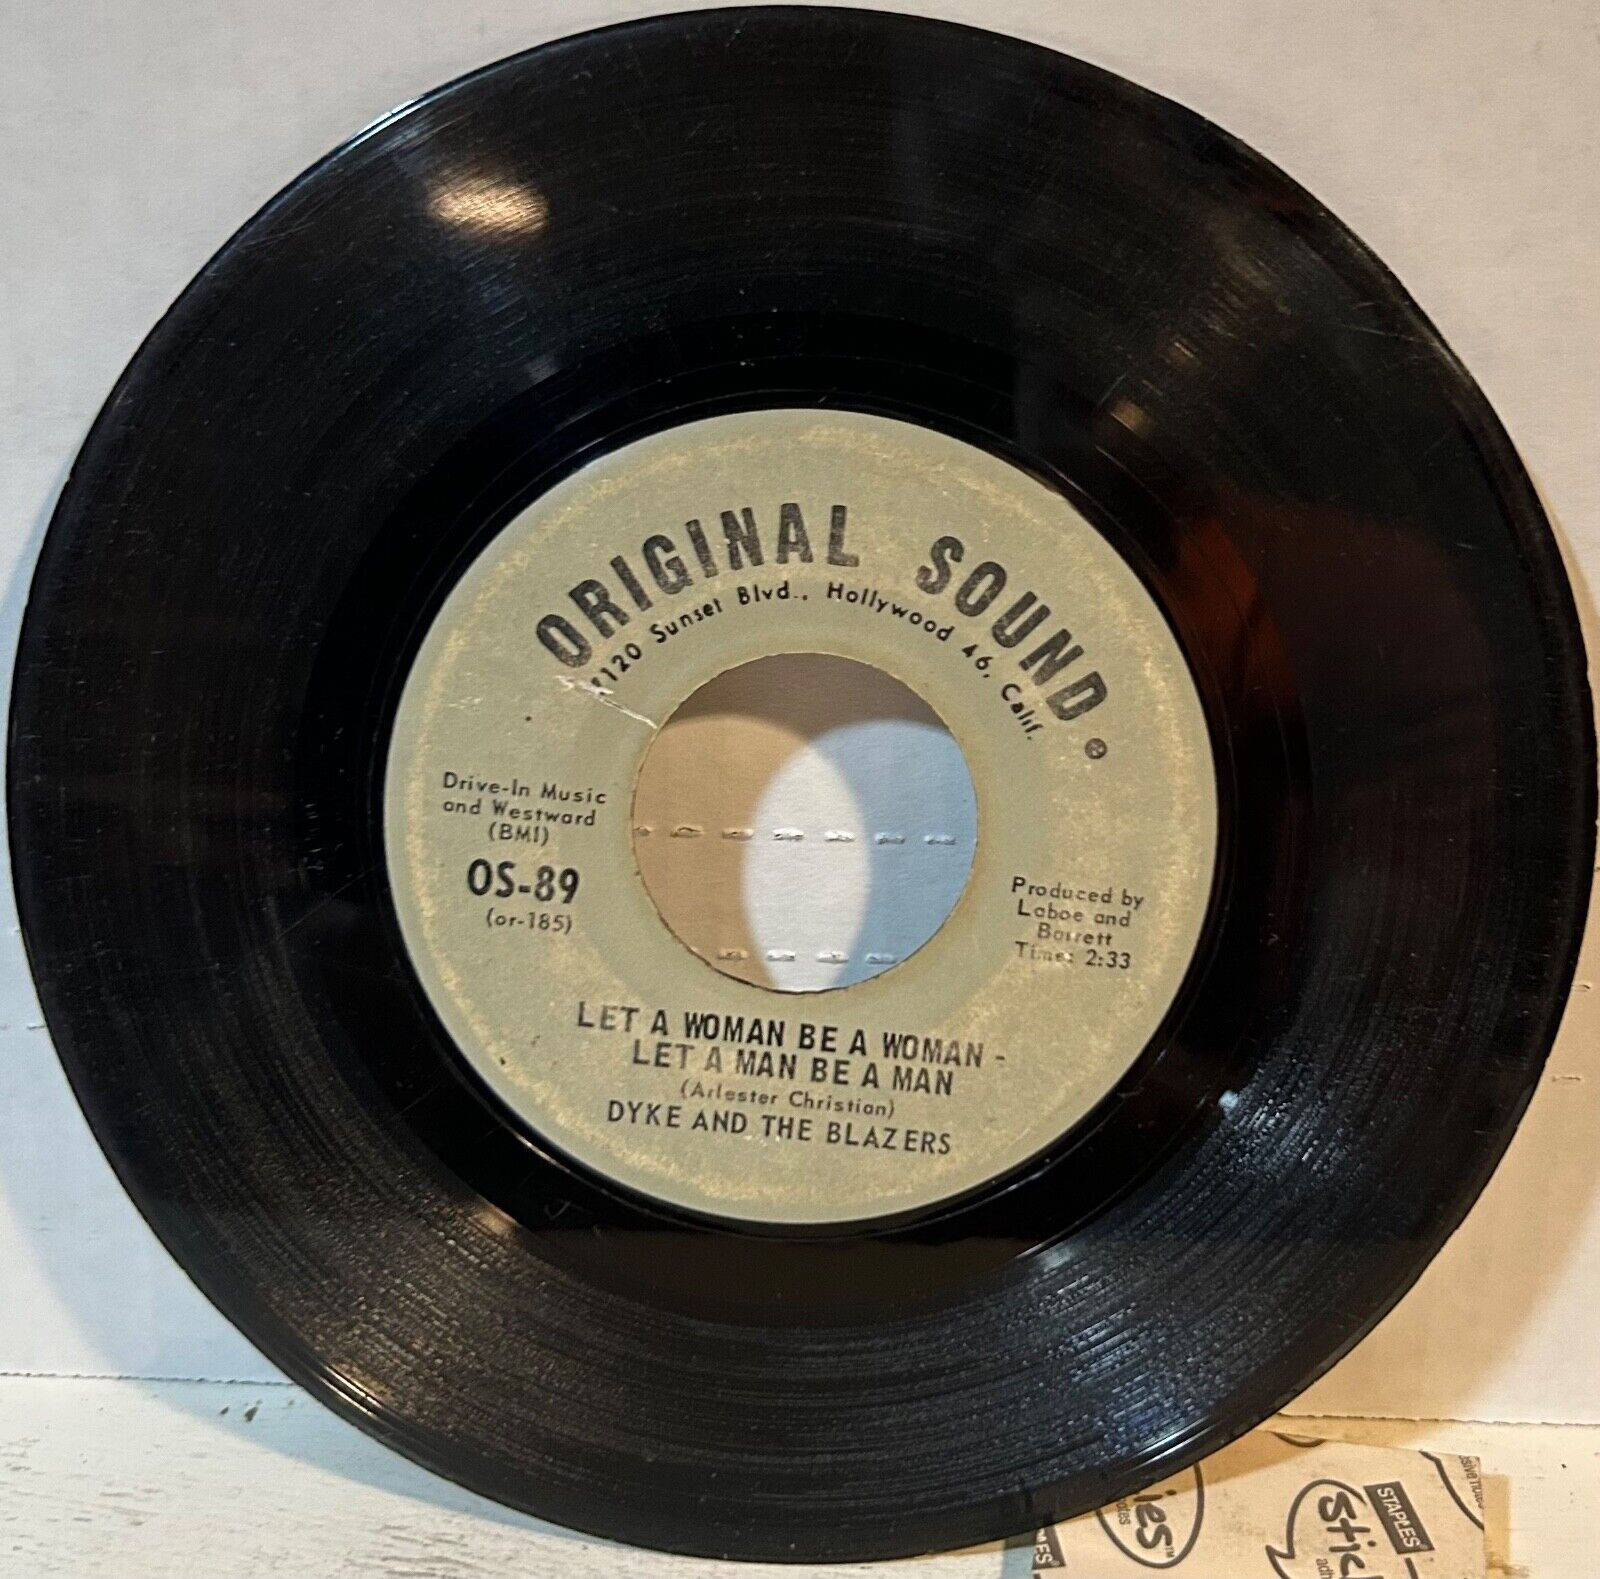 ORIGINAL SOUND ®
7120 Sunset Blvd., Hollywood 46, Calif.
Drive-In Music
and Westward
(BMI)
OS-89
(or-185)
Produced by
Laboe and
Barrett
Time: 2:33
LET A WOMAN BE A WOMAN -
LET A MAN BE A MAN
(Arlester Christian)
DYKE AND THE BLAZERS
STAPLES